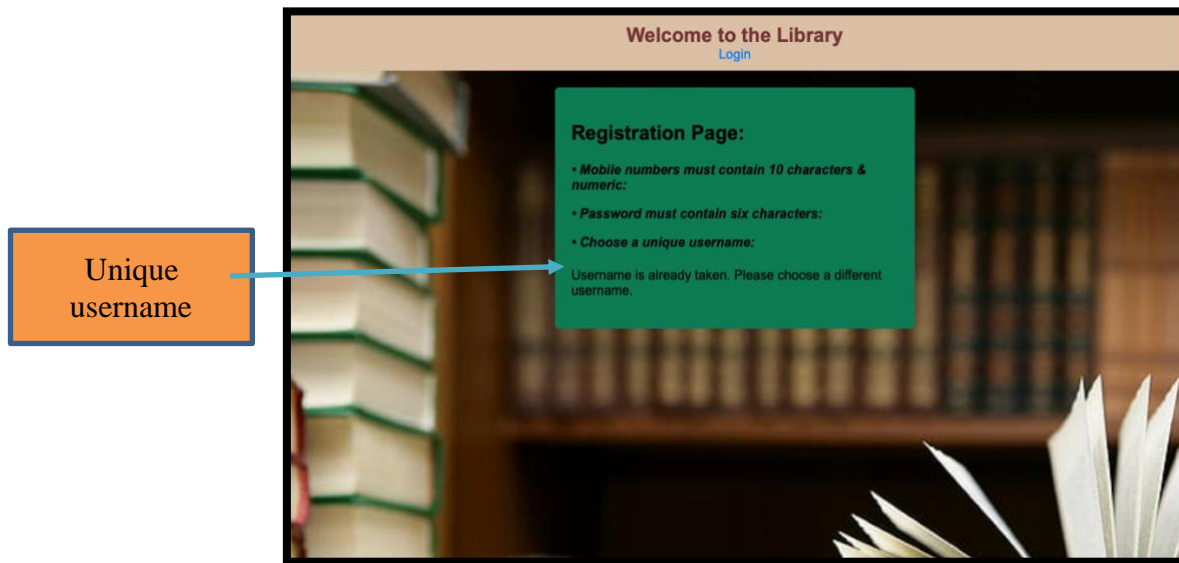 Welcome to the Library
Login
Registration Page:
• Mobile numbers must contain 10 characters &
numeric:
• Password must contain six characters:
• Choose a unique username:
Username is already taken. Please choose a different
username.
Unique
username